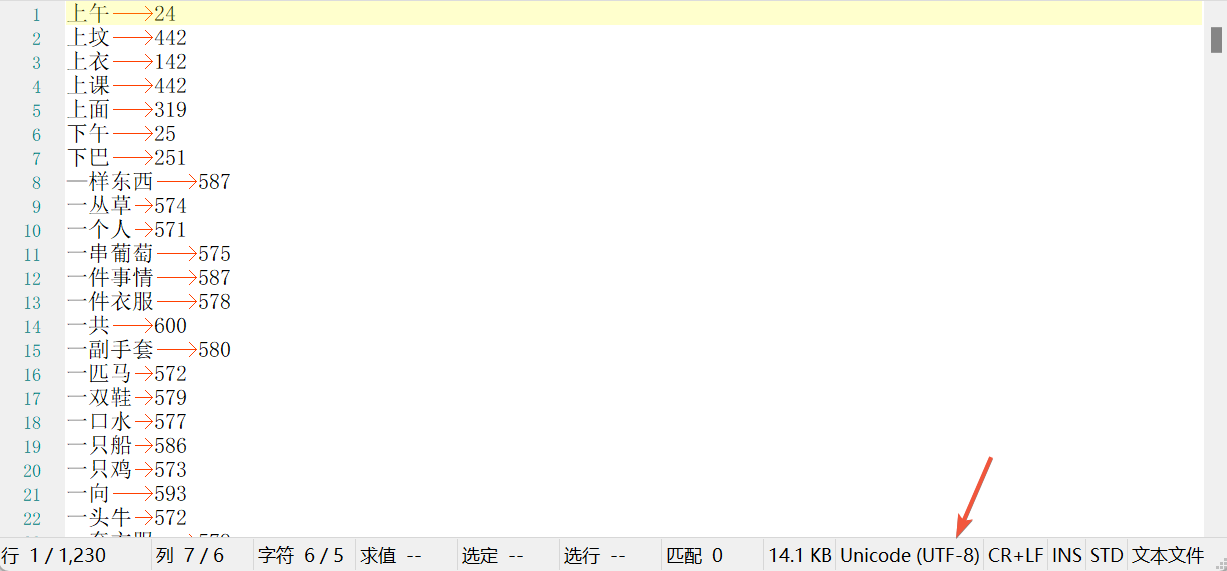 1 上午→24
2 上坟→442
3 上衣→142
4 上课→442
5 上面→319
6 下午→25
7 下巴→251
8 一样东西→587
9 一丛草→574
10 一个人→571
11 一串葡萄→575
12 一件事情→587
13 一件衣服→578
14 一共→600
15 一副手套→580
16 一匹马→572
17 一双鞋→579
18 一口水→577
19 一只船→586
20 一只鸡→573
21 一向→593
22 一头牛→572
行 1 / 1,230 列 7 / 6 字符 6 / 5 求值 -- 选定 -- 选行 -- 匹配 0 14.1 KB Unicode (UTF-8) CR+LF INS STD 文本文件